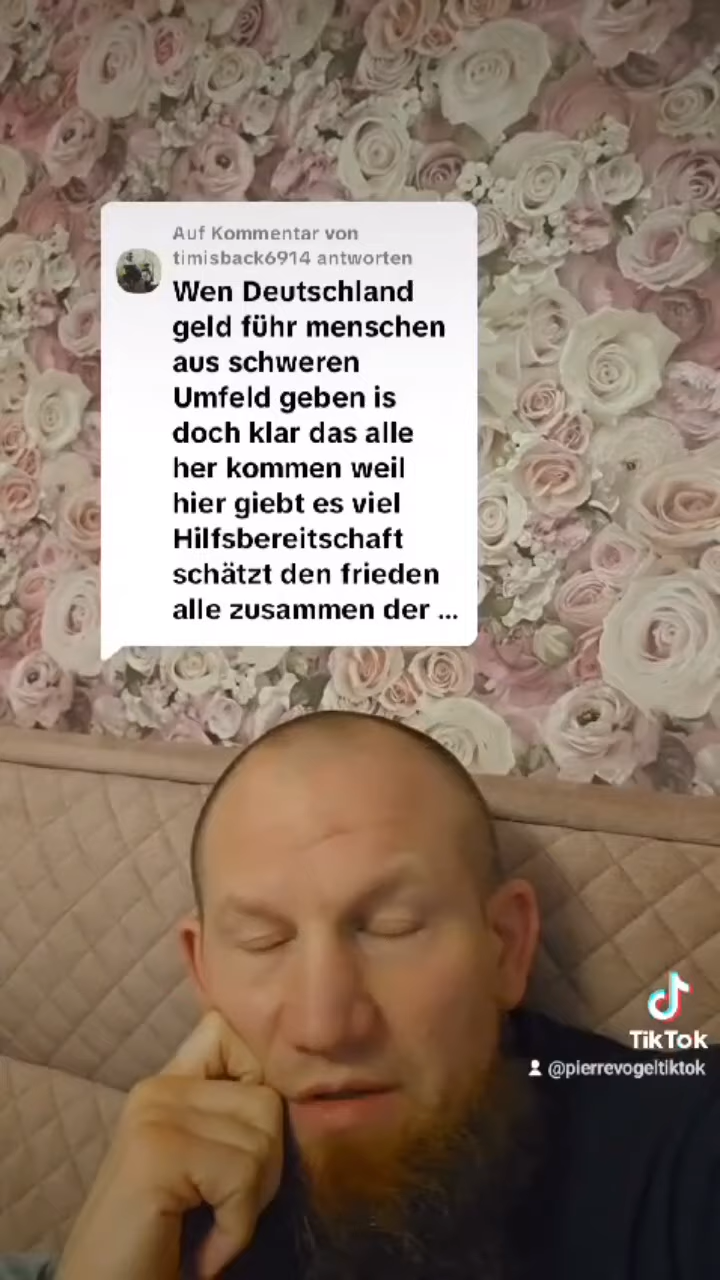 Auf Kommentar von
timisback6914 antworten
Wen Deutschland
geld führ menschen
aus schweren
Umfeld geben is
doch klar das alle
her kommen weil
hier giebt es viel
Hilfsbereitschaft
schätzt den frieden
alle zusammen der ...
TikTok
@pierrevogeltiktok